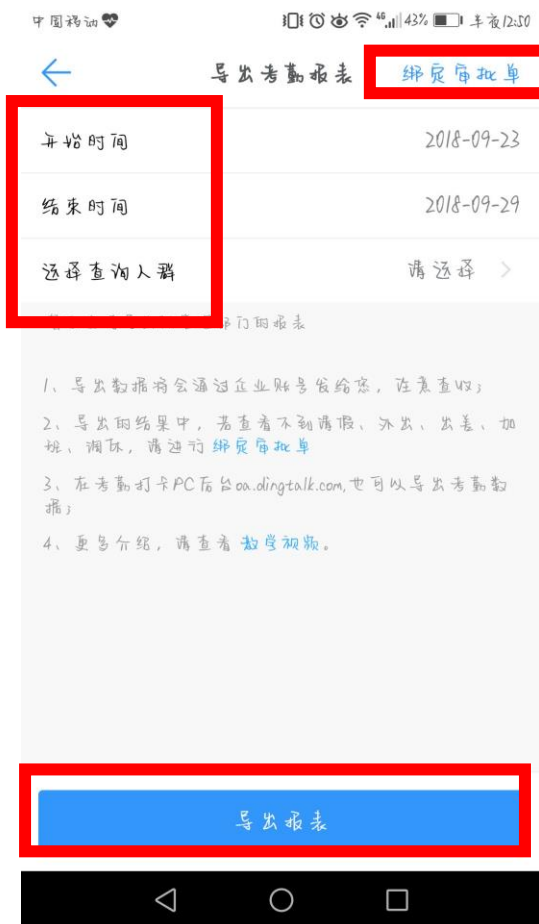 中国移动 46 43% 半夜12:50
导出考勤报表 绑定审批单
开始时间 2018-09-23
结束时间 2018-09-29
选择查询人群 请选择
部门的报表
1、导出数据将会通过企业账号发给您，注意查收；
2、导出的结果中，若查看不到请假、外出、出差、加
班、调休，请进行 绑定审批单
3、在考勤打卡PC后台oa.dingtalk.com,也可以导出考勤数
据；
4、更多介绍，请查看 教学视频。
导出报表